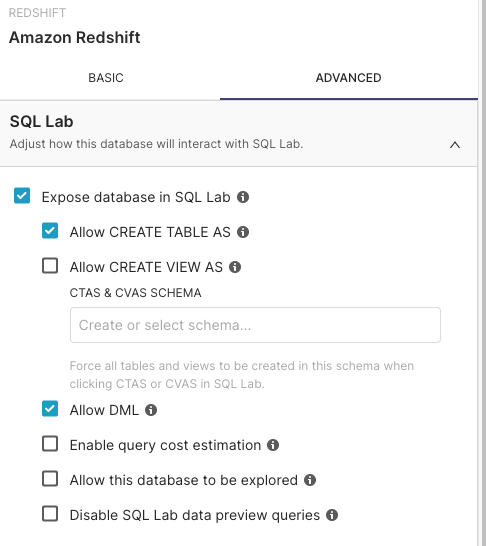 REDSHIFT
Amazon Redshift
BASIC
ADVANCED
SQL Lab
Adjust how this database will interact with SQL Lab.
Expose database in SQL Lab
Allow CREATE TABLE AS
Allow CREATE VIEW AS
CTAS & CVAS SCHEMA
Create or select schema...
Force all tables and views to be created in this schema when
clicking CTAS or CVAS in SQL Lab.
Allow DML
Enable query cost estimation
Allow this database to be explored
Disable SQL Lab data preview queries